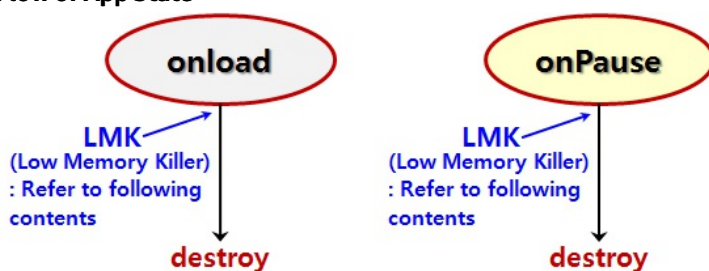 onload
LMK
(Low Memory Killer)
: Refer to following
contents
destroy
onPause
LMK
(Low Memory Killer)
: Refer to following
contents
destroy